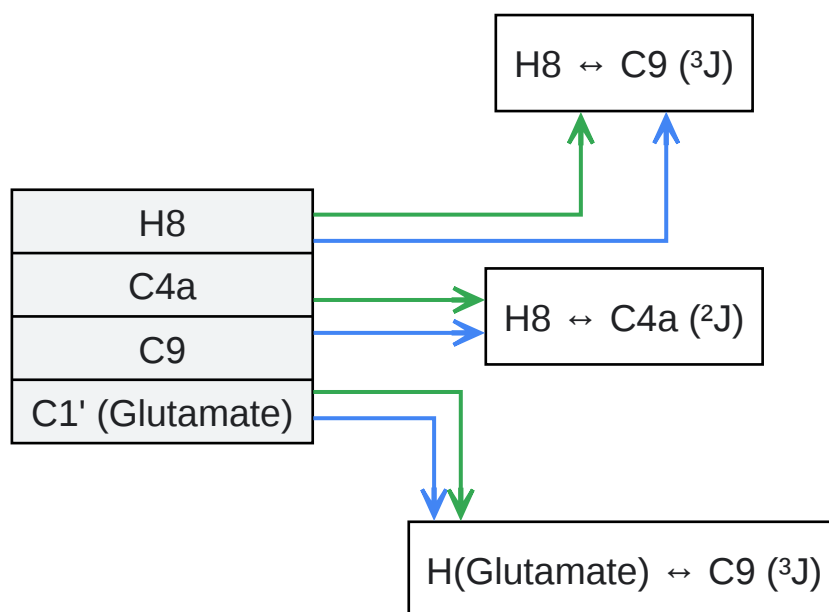 H8 ↔ C9 (³J)
H8
C4a
C9
C1' (Glutamate)
H8 ↔ C4a (²J)
H(Glutamate) ↔ C9 (³J)